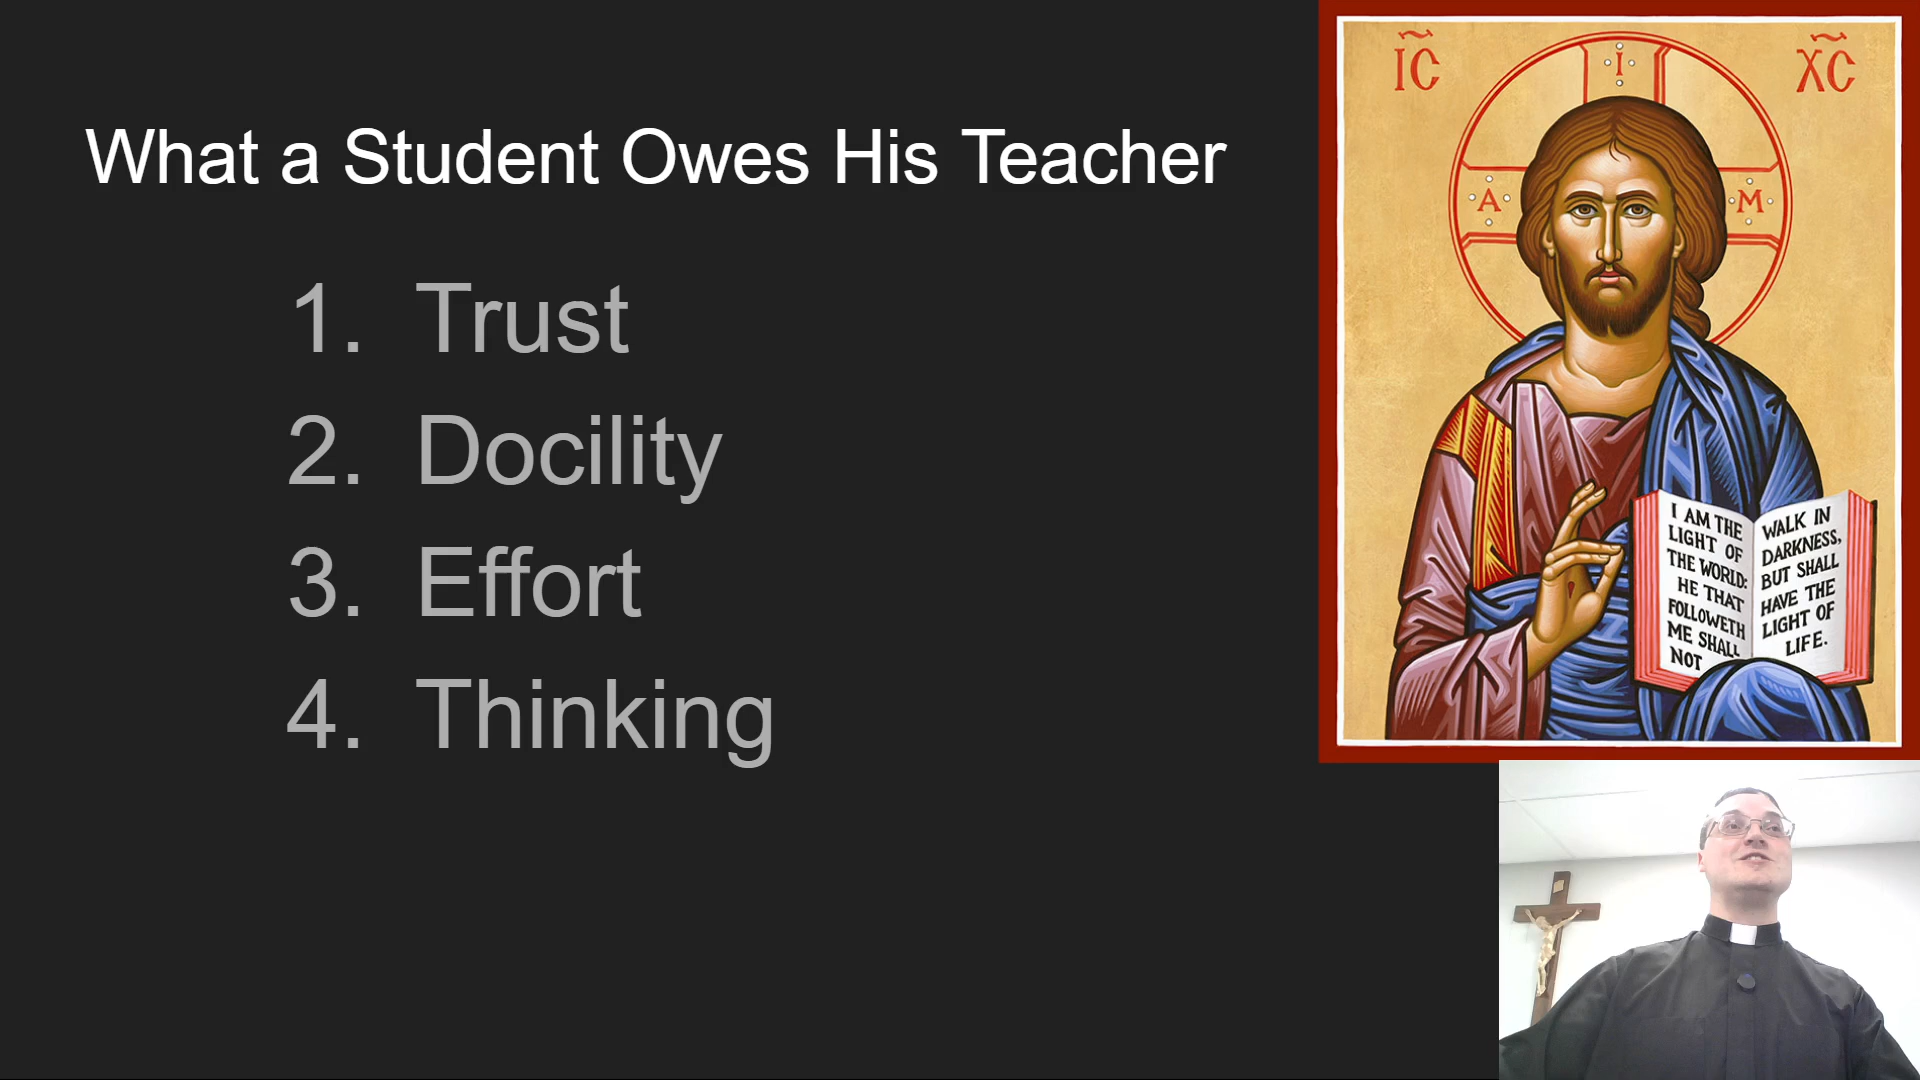 What a Student Owes His Teacher
1. Trust
2. Docility
3. Effort
4. Thinking
IC
XC
I
A
M
I AM THE
LIGHT OF
THE WORLD:
HE THAT
FOLLOWETH
ME SHALL
NOT
WALK IN
DARKNESS,
BUT SHALL
HAVE THE
LIGHT OF
LIFE.